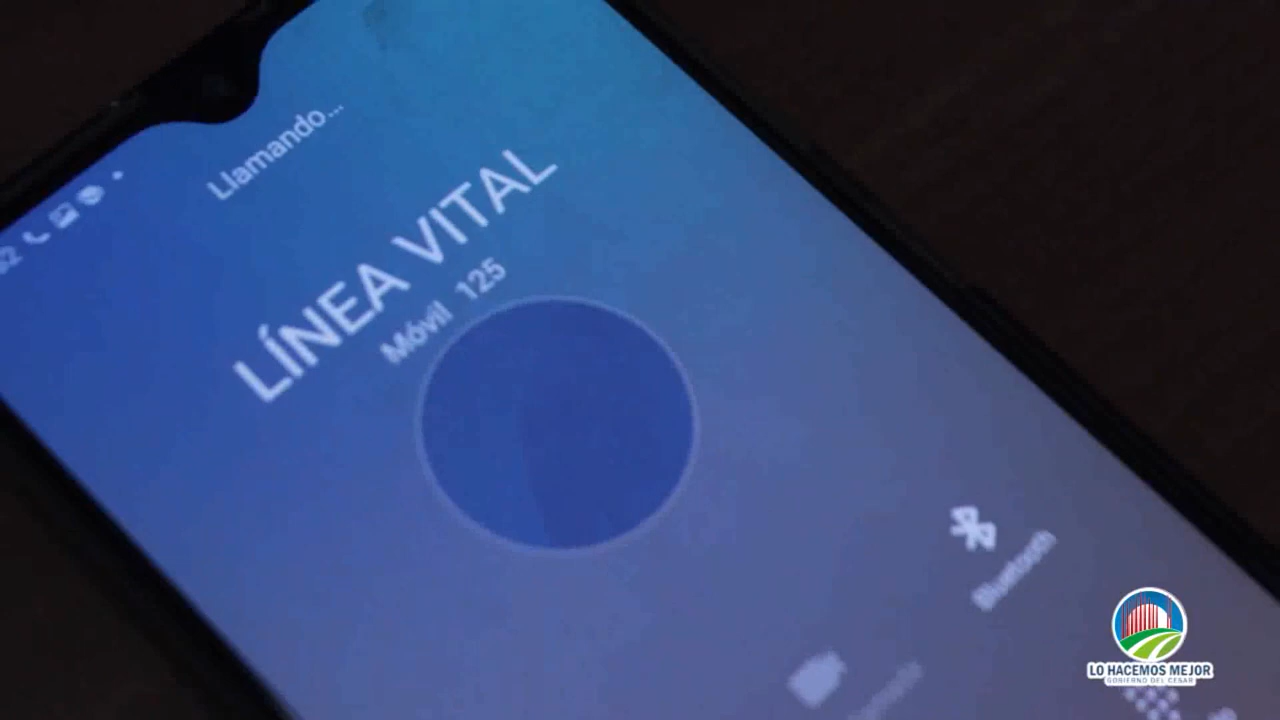 Llamando...
LÍNEA VITAL
Móvil 125
Bluetooth
LO HACEMOS MEJOR
GOBIERNO DEL CESAR